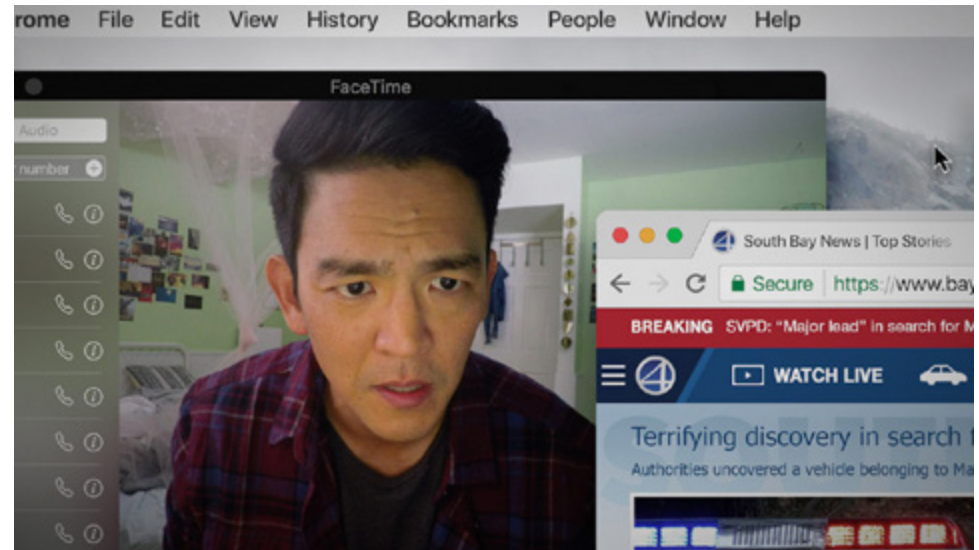 rome File Edit View History Bookmarks People Window Help
FaceTime
Audio
number
South Bay News | Top Stories
Secure https://www.bay
BREAKING SVPD: "Major lead" in search for M
4
WATCH LIVE
Terrifying discovery in search f
Authorities uncovered a vehicle belonging to Ma